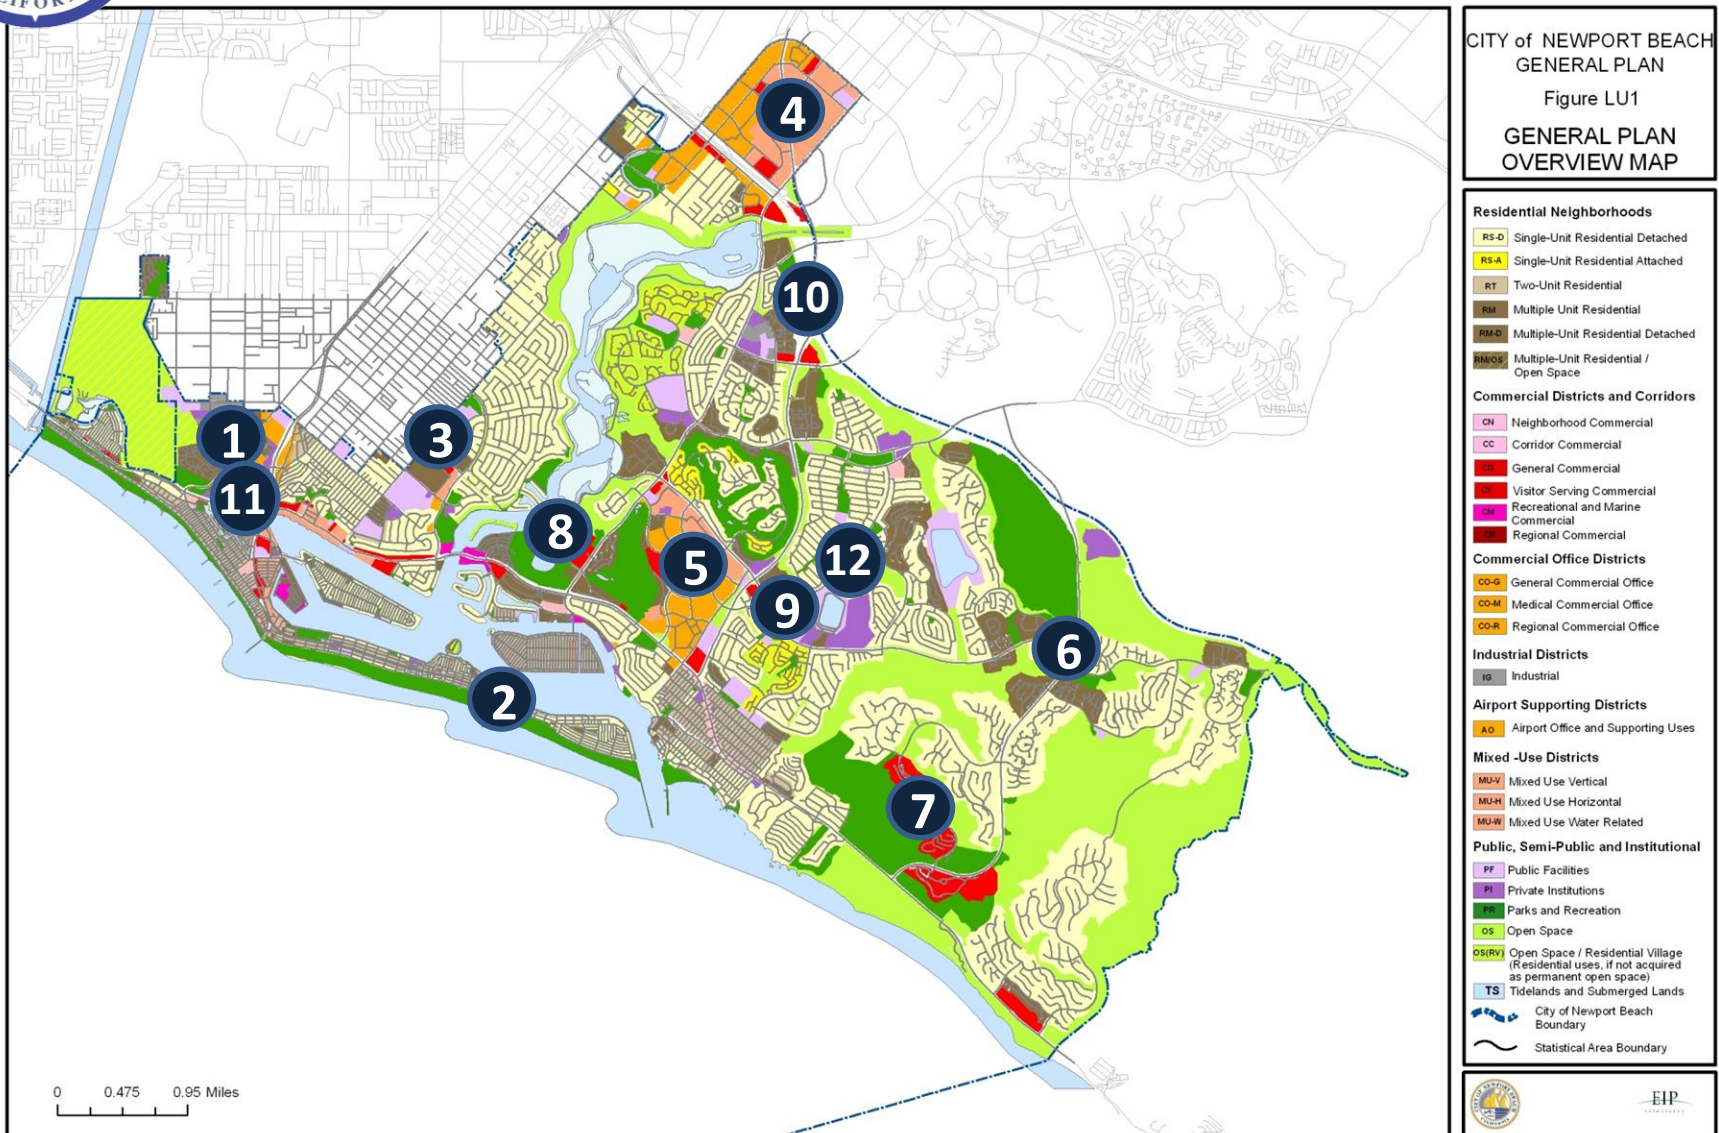 LIFOR
CITY of NEWPORT BEACH
GENERAL PLAN
Figure LU1
GENERAL PLAN
OVERVIEW MAP
4
10
1
3
11
8
5
12
9
6
2
7
0 0.475 0.95 Miles
Residential Neighborhoods
RS-D Single-Unit Residential Detached
RS-A Single-Unit Residential Attached
RT Two-Unit Residential
RM Multiple Unit Residential
RM-D Multiple-Unit Residential Detached
RM/OS Multiple-Unit Residential /
Open Space
Commercial Districts and Corridors
CN Neighborhood Commercial
CC Corridor Commercial
CG General Commercial
CV Visitor Serving Commercial
CM Recreational and Marine
Commercial
CR Regional Commercial
Commercial Office Districts
CO-G General Commercial Office
CO-M Medical Commercial Office
CO-R Regional Commercial Office
Industrial Districts
IG Industrial
Airport Supporting Districts
AO Airport Office and Supporting Uses
Mixed -Use Districts
MU-V Mixed Use Vertical
MU-H Mixed Use Horizontal
MU-W Mixed Use Water Related
Public, Semi-Public and Institutional
PF Public Facilities
PI Private Institutions
PR Parks and Recreation
OS Open Space
OS(RV) Open Space / Residential Village
(Residential uses, if not acquired
as permanent open space)
TS Tidelands and Submerged Lands
City of Newport Beach
Boundary
Statistical Area Boundary
EIP